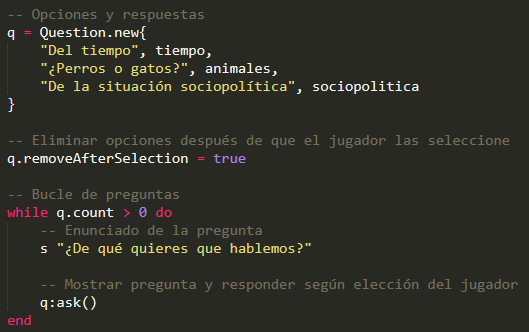 -- Opciones y respuestas
q = Question.new{
    "Del tiempo", tiempo,
    "¿Perros o gatos?", animales,
    "De la situación sociopolítica", sociopolitica
}

-- Eliminar opciones después de que el jugador las seleccione
q.removeAfterSelection = true

-- Bucle de preguntas
while q.count > 0 do
    -- Enunciado de la pregunta
    s "¿De qué quieres que hablemos?"

    -- Mostrar pregunta y responder según elección del jugador
    q:ask()
end